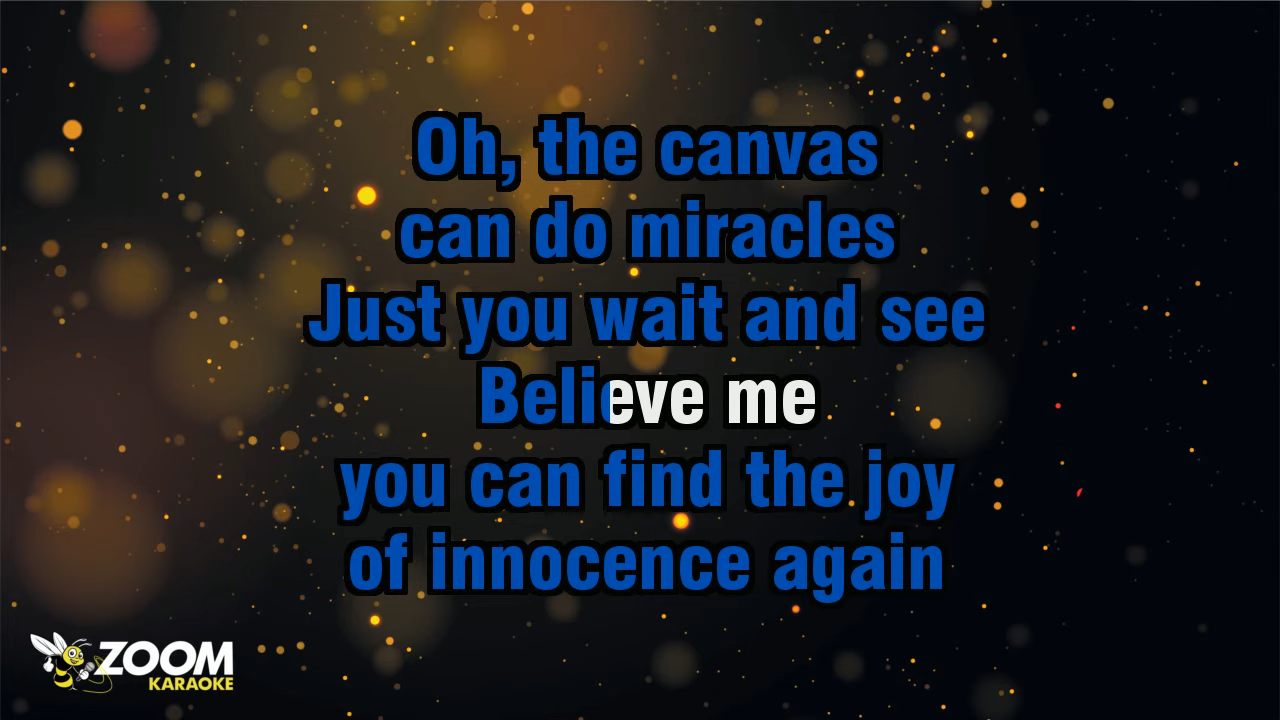 Oh, the canvas
can do miracles
Just you wait and see
Believe me
you can find the joy
of innocence again
ZOOM
KARAOKE